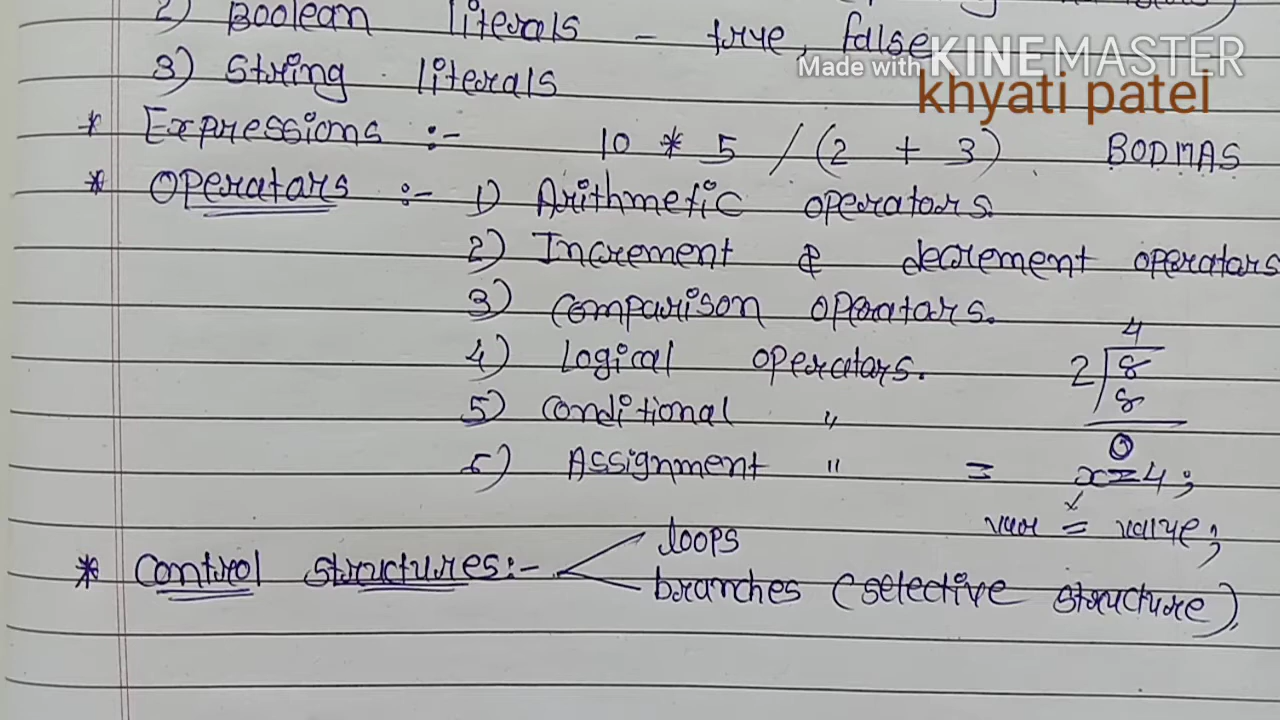 2) Boolean literals - true, false
Made with KINEMASTER
khyati patel
3) String literals
* Expressions :- 10 * 5 / (2 + 3) BODMAS
* Operators :- 1) Arithmetic operators.
2) Increment & decrement operators
3) Comparison operators.
4) Logical operators.
5) Conditional "
6) Assignment " = x=4;
4
2 8
8
0
var = value;
* Control structures:- loops
branches (selective structure).